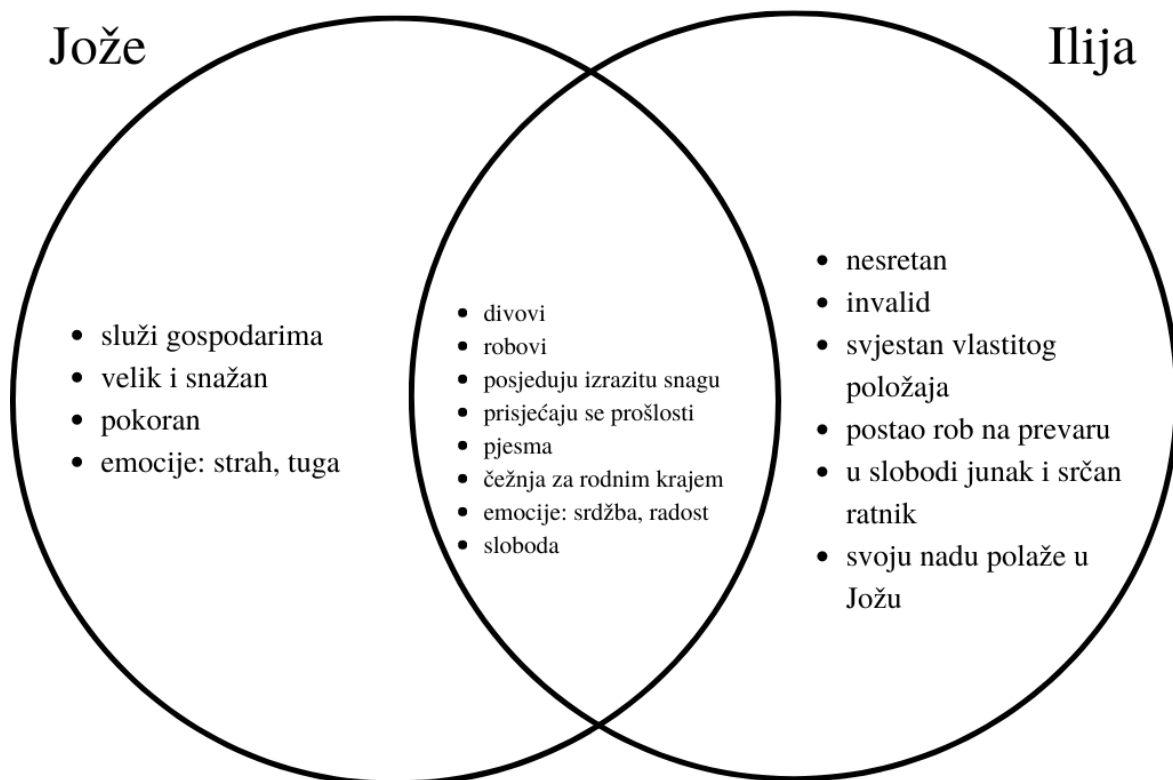 Jože
Ilija
• služi gospodarima
• velik i snažan
• pokoran
• emocije: strah, tuga
• divovi
• robovi
• posjeduju izrazitu snagu
• prisjećaju se prošlosti
• pjesma
• čežnja za rodnim krajem
• emocije: srdžba, radost
• sloboda
• nesretan
• invalid
• svjestan vlastitog
položaja
• postao rob na prevaru
• u slobodi junak i srčan
ratnik
• svoju nadu polaže u
Jožu